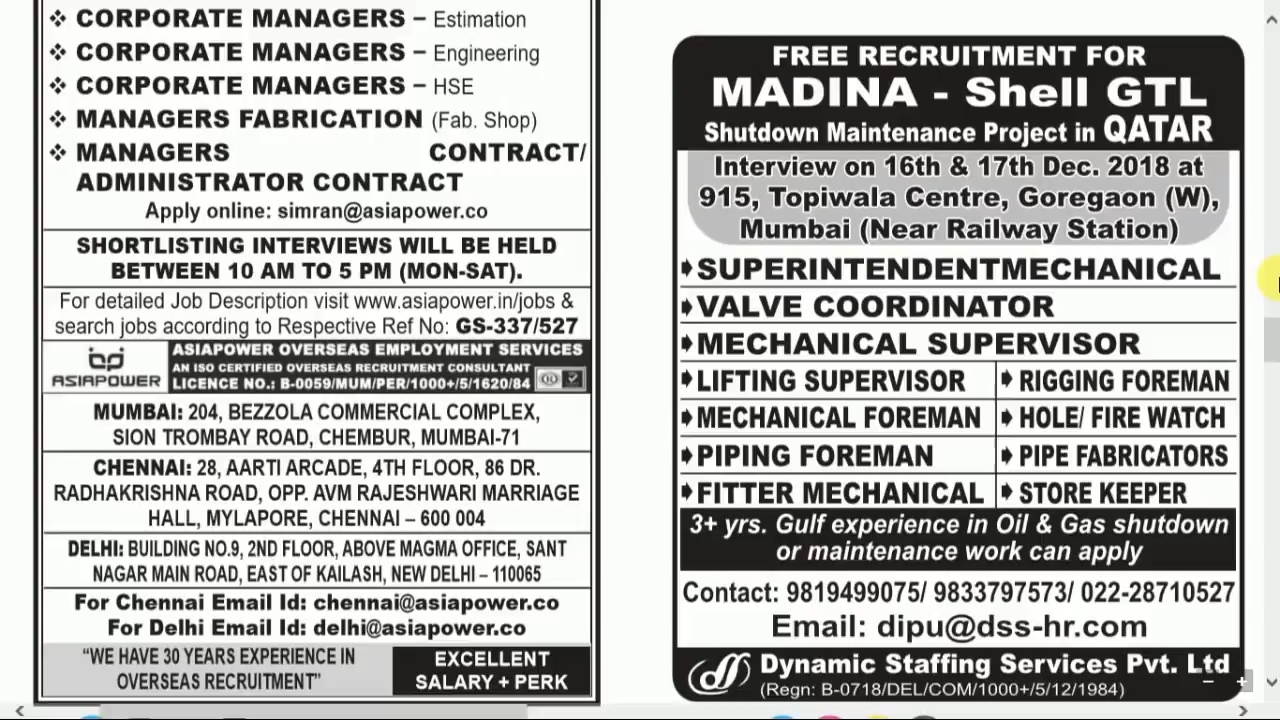 ❖ CORPORATE MANAGERS – Estimation
❖ CORPORATE MANAGERS – Engineering
❖ CORPORATE MANAGERS – HSE
❖ MANAGERS FABRICATION (Fab. Shop)
❖ MANAGERS CONTRACT/
ADMINISTRATOR CONTRACT
Apply online: simran@asiapower.co
SHORTLISTING INTERVIEWS WILL BE HELD
BETWEEN 10 AM TO 5 PM (MON-SAT).
For detailed Job Description visit www.asiapower.in/jobs &
search jobs according to Respective Ref No: GS-337/527
ASIAPOWER
ASIAPOWER OVERSEAS EMPLOYMENT SERVICES
AN ISO CERTIFIED OVERSEAS RECRUITMENT CONSULTANT
LICENCE NO.: B-0059/MUM/PER/1000+/5/1620/84
MUMBAI: 204, BEZZOLA COMMERCIAL COMPLEX,
SION TROMBAY ROAD, CHEMBUR, MUMBAI-71
CHENNAI: 28, AARTI ARCADE, 4TH FLOOR, 86 DR.
RADHAKRISHNA ROAD, OPP. AVM RAJESHWARI MARRIAGE
HALL, MYLAPORE, CHENNAI – 600 004
DELHI: BUILDING NO.9, 2ND FLOOR, ABOVE MAGMA OFFICE, SANT
NAGAR MAIN ROAD, EAST OF KAILASH, NEW DELHI – 110065
For Chennai Email Id: chennai@asiapower.co
For Delhi Email Id: delhi@asiapower.co
“WE HAVE 30 YEARS EXPERIENCE IN
OVERSEAS RECRUITMENT”
EXCELLENT
SALARY + PERK
FREE RECRUITMENT FOR
MADINA - Shell GTL
Shutdown Maintenance Project in QATAR
Interview on 16th & 17th Dec. 2018 at
915, Topiwala Centre, Goregaon (W),
Mumbai (Near Railway Station)
➧SUPERINTENDENTMECHANICAL
➧VALVE COORDINATOR
➧MECHANICAL SUPERVISOR
➧LIFTING SUPERVISOR ➧RIGGING FOREMAN
➧MECHANICAL FOREMAN ➧HOLE/ FIRE WATCH
➧PIPING FOREMAN ➧PIPE FABRICATORS
➧FITTER MECHANICAL ➧STORE KEEPER
3+ yrs. Gulf experience in Oil & Gas shutdown
or maintenance work can apply
Contact: 9819499075/ 9833797573/ 022-28710527
Email: dipu@dss-hr.com
Dynamic Staffing Services Pvt. Ltd
(Regn: B-0718/DEL/COM/1000+/5/12/1984)